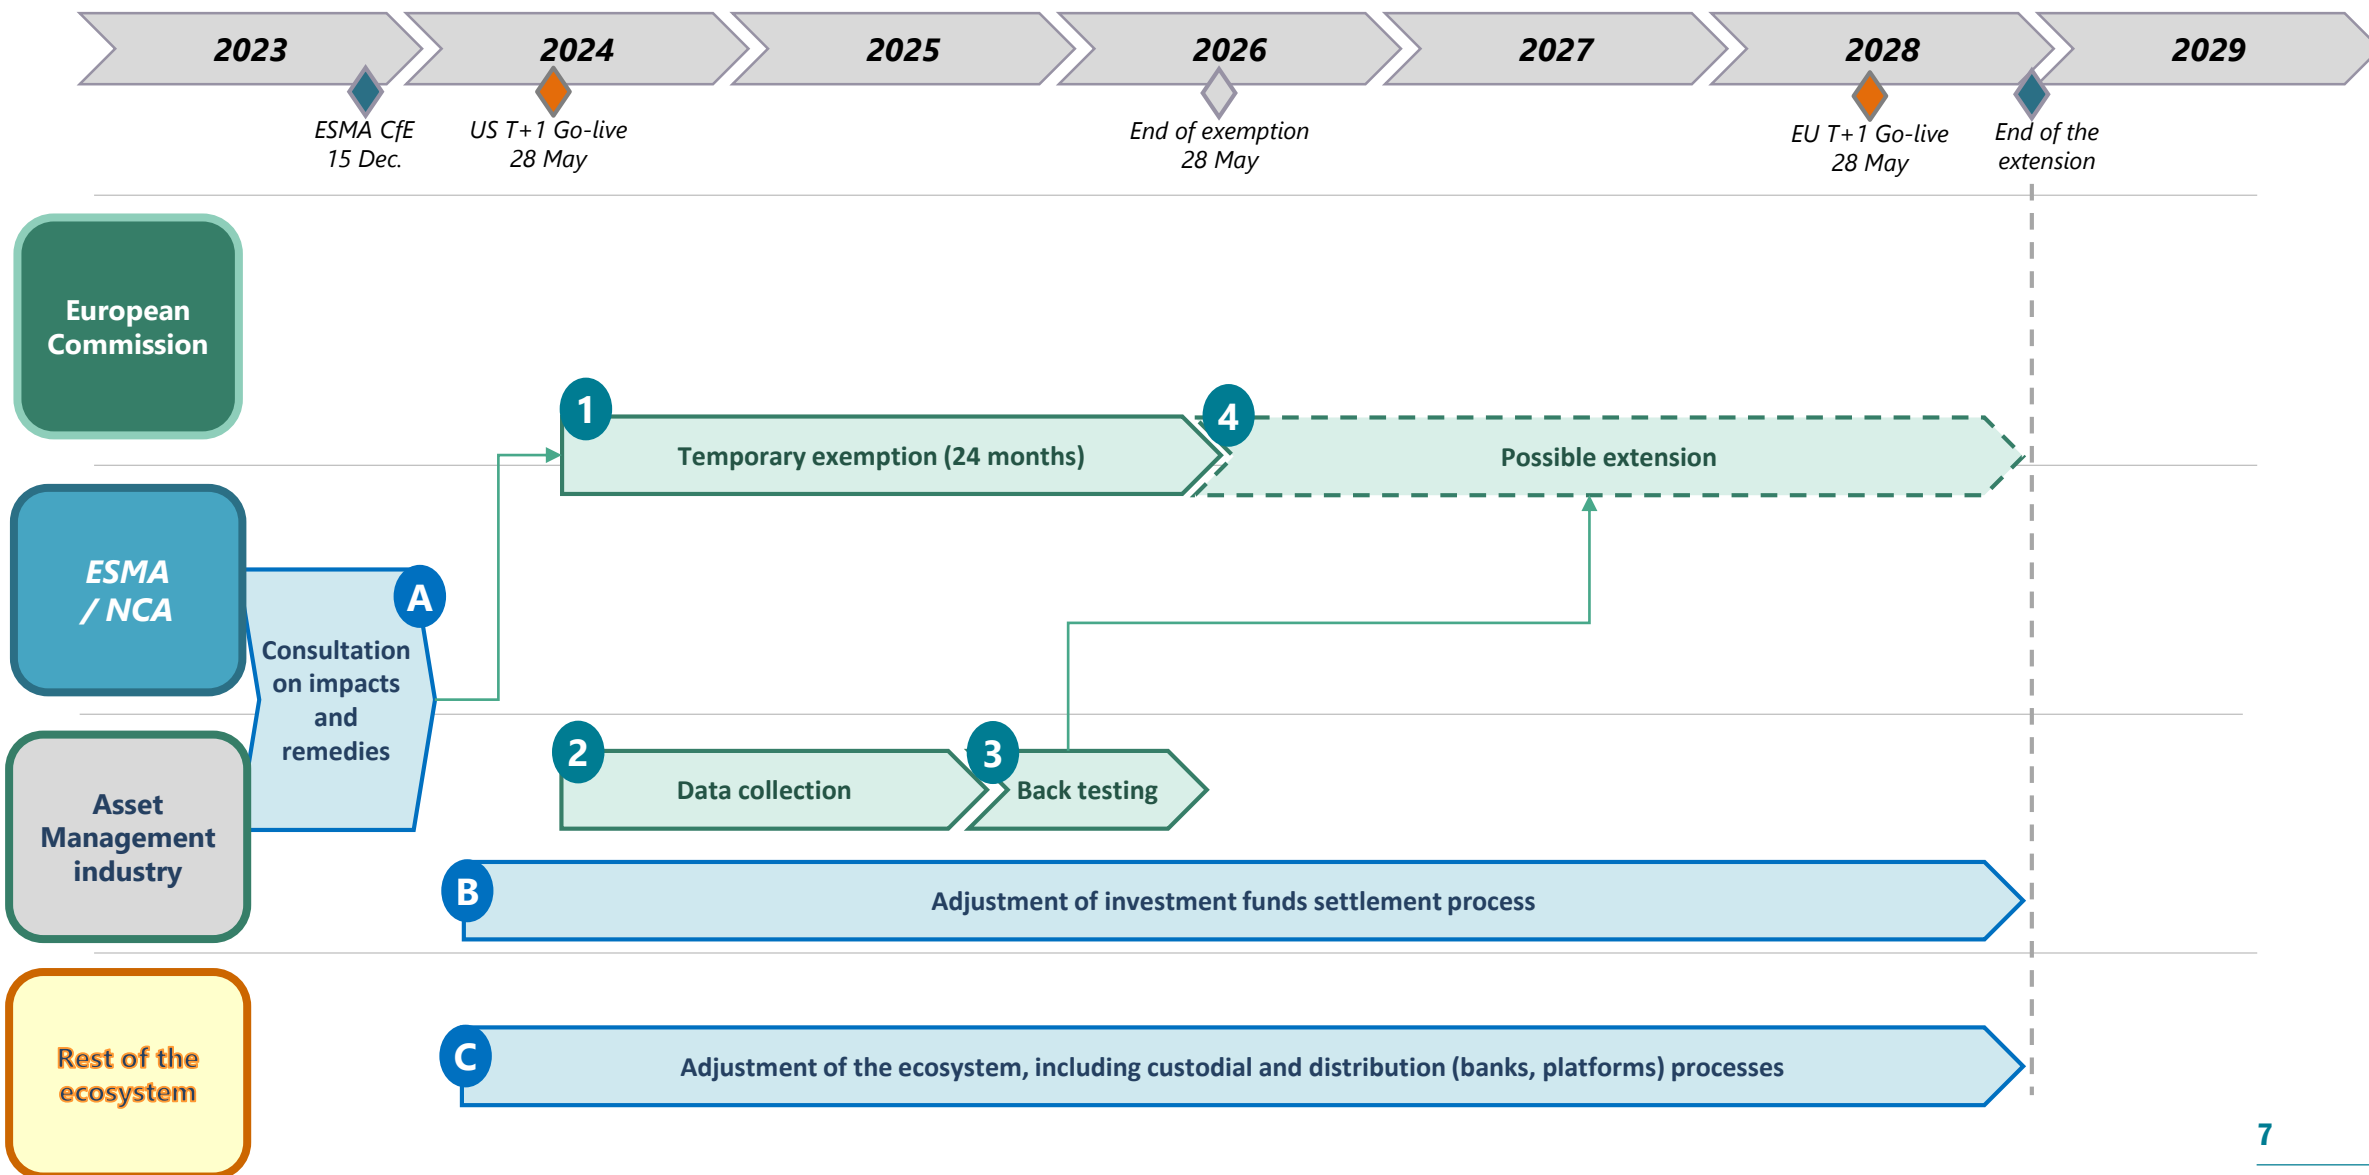 2023
2024
2025
2026
2027
2028
2029
ESMA CfE
15 Dec.
US T+1 Go-live
28 May
End of exemption
28 May
EU T+1 Go-live
28 May
End of the
extension
European
Commission
1
Temporary exemption (24 months)
4
Possible extension
ESMA
/ NCA
A
Consultation
on impacts
and
remedies
Asset
Management
industry
2
Data collection
3
Back testing
B
Adjustment of investment funds settlement process
Rest of the
ecosystem
C
Adjustment of the ecosystem, including custodial and distribution (banks, platforms) processes
7